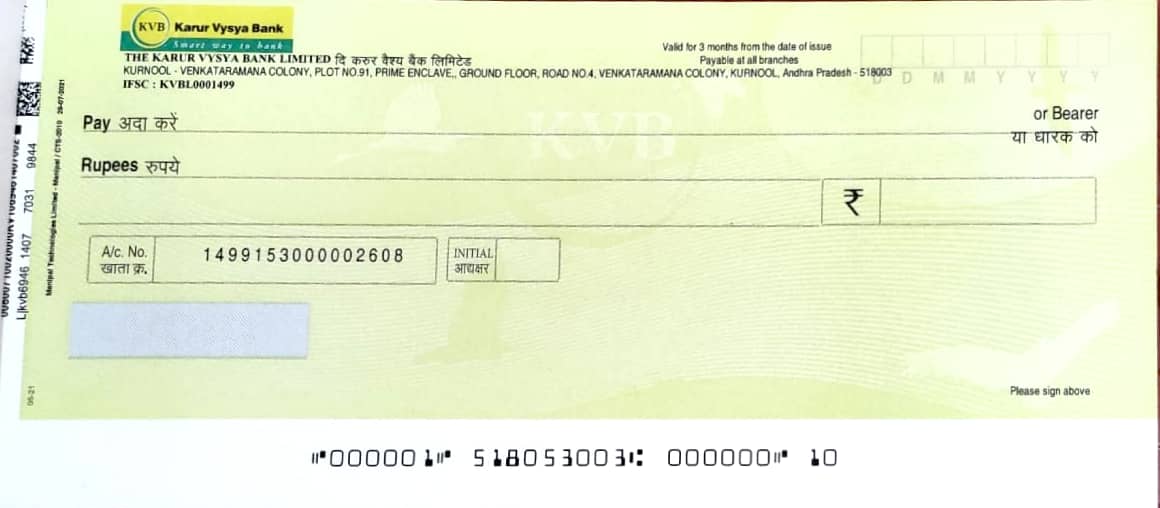 KVB Karur Vysya Bank
Smart way to bank
THE KARUR VYSYA BANK LIMITED दि करुर वैश्य बैंक लिमिटेड
KURNOOL - VENKATARAMANA COLONY, PLOT NO.91, PRIME ENCLAVE,, GROUND FLOOR, ROAD NO.4, VENKATARAMANA COLONY, KURNOOL, Andhra Pradesh - 518003
IFSC : KVBL0001499
Valid for 3 months from the date of issue
Payable at all branches
D D M M Y Y Y Y
Pay अदा करें
or Bearer
या धारक को
KVB
Rupees रुपये
₹
A/c. No.
खाता क्र.
1499153000002608
INITIAL
आद्यक्षर
Please sign above
⑈000001⑈ 518053003⑆ 000000⑈ 10
Manipal Technologies Limited - Manipal / CTS-2010 29-07-2021
Ljkvb6946 1407 7031 9844
05-21